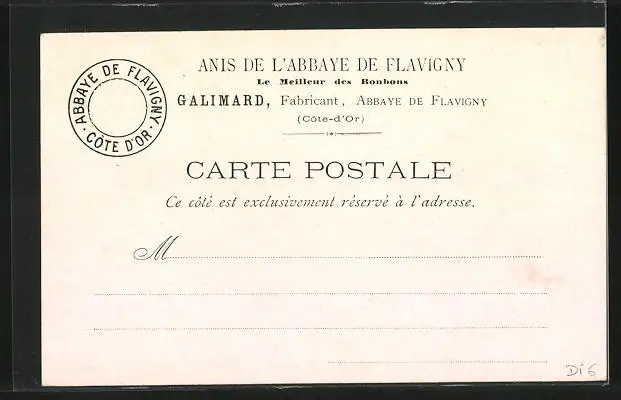 ABBAYE DE FLAVIGNY
· CÔTE D'OR ·
ANIS DE L'ABBAYE DE FLAVIGNY
Le Meilleur des Bonbons
GALIMARD, Fabricant, ABBAYE DE FLAVIGNY
(Côte-d'Or)
CARTE POSTALE
Ce côté est exclusivement réservé à l'adresse.
M
Di 6